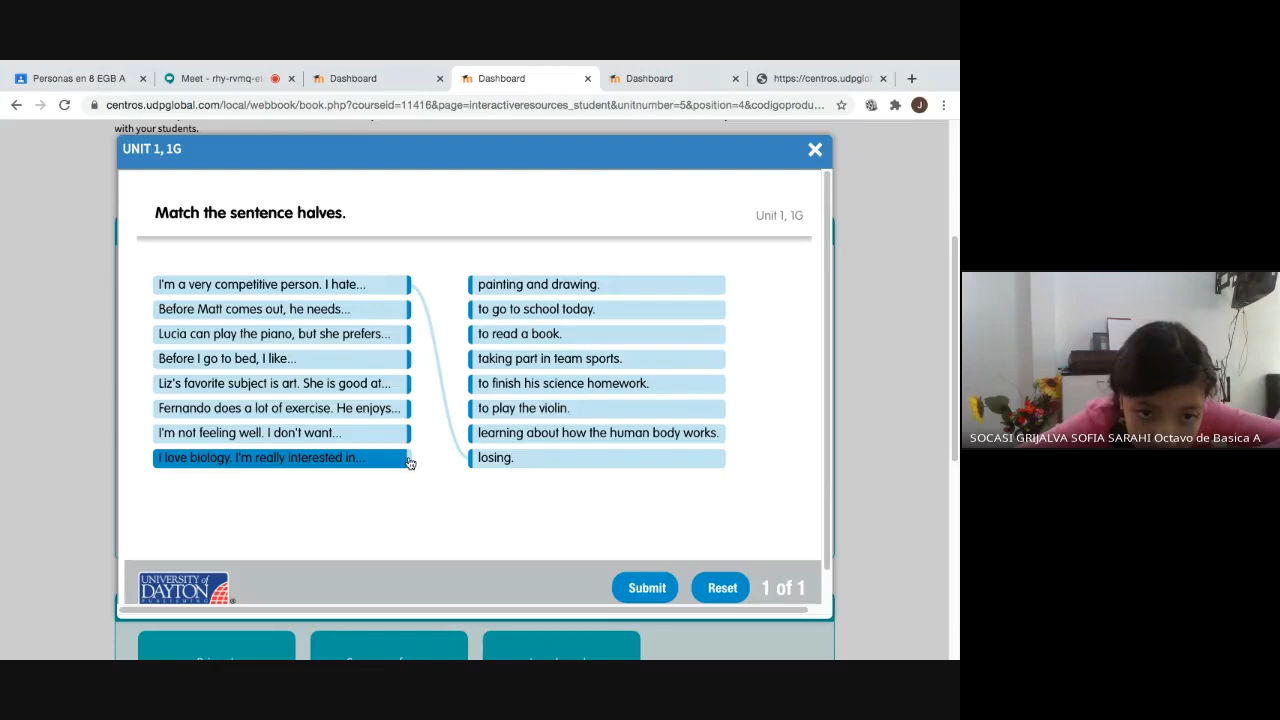 Personas en 8 EGB A
Meet - rhy-rvmq-et
Dashboard
Dashboard
Dashboard
https://centros.udpglol
centros.udpglobal.com/local/webbook/book.php?courseid=11416&page=interactiveresources_student&unitnumber=5&position=4&codigoprodu...
J
with your students.
UNIT 1, 1G
Match the sentence halves.
Unit 1, 1G
I'm a very competitive person. I hate...
painting and drawing.
Before Matt comes out, he needs...
to go to school today.
Lucia can play the piano, but she prefers...
to read a book.
Before I go to bed, I like...
taking part in team sports.
Liz's favorite subject is art. She is good at...
to finish his science homework.
Fernando does a lot of exercise. He enjoys...
to play the violin.
I'm not feeling well. I don't want...
learning about how the human body works.
I love biology. I'm really interested in...
losing.
SOCASI GRIJALVA SOFIA SARAHI Octavo de Basica A
UNIVERSITY of
DAYTON
PUBLISHING
Submit
Reset
1 of 1